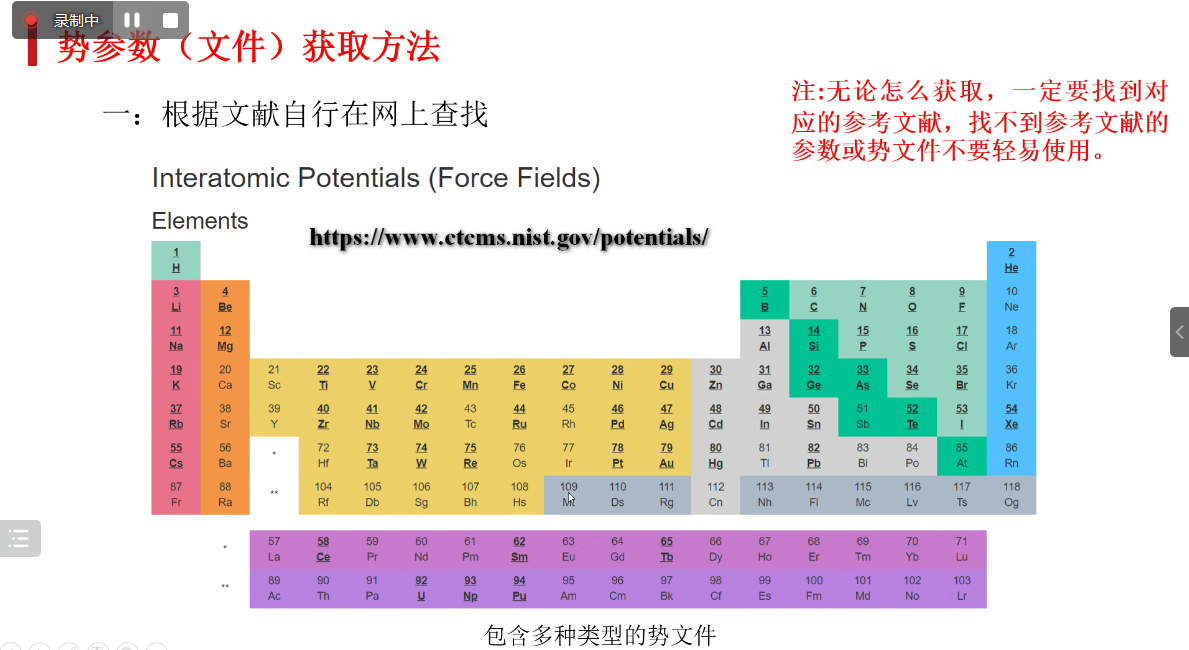 录制中
势参数（文件）获取方法
一：根据文献自行在网上查找
注:无论怎么获取，一定要找到对
应的参考文献，找不到参考文献的
参数或势文件不要轻易使用。
Interatomic Potentials (Force Fields)
Elements
https://www.ctcms.nist.gov/potentials/
1 2
H He
3 4 5 6 7 8 9 10
Li Be B C N O F Ne
11 12 13 14 15 16 17 18
Na Mg Al Si P S Cl Ar
19 20 21 22 23 24 25 26 27 28 29 30 31 32 33 34 35 36
K Ca Sc Ti V Cr Mn Fe Co Ni Cu Zn Ga Ge As Se Br Kr
37 38 39 40 41 42 43 44 45 46 47 48 49 50 51 52 53 54
Rb Sr Y Zr Nb Mo Tc Ru Rh Pd Ag Cd In Sn Sb Te I Xe
55 56 * 72 73 74 75 76 77 78 79 80 81 82 83 84 85 86
Cs Ba Hf Ta W Re Os Ir Pt Au Hg Tl Pb Bi Po At Rn
87 88 ** 104 105 106 107 108 109 110 111 112 113 114 115 116 117 118
Fr Ra Rf Db Sg Bh Hs Mt Ds Rg Cn Nh Fl Mc Lv Ts Og
* 57 58 59 60 61 62 63 64 65 66 67 68 69 70 71
La Ce Pr Nd Pm Sm Eu Gd Tb Dy Ho Er Tm Yb Lu
** 89 90 91 92 93 94 95 96 97 98 99 100 101 102 103
Ac Th Pa U Np Pu Am Cm Bk Cf Es Fm Md No Lr
包含多种类型的势文件